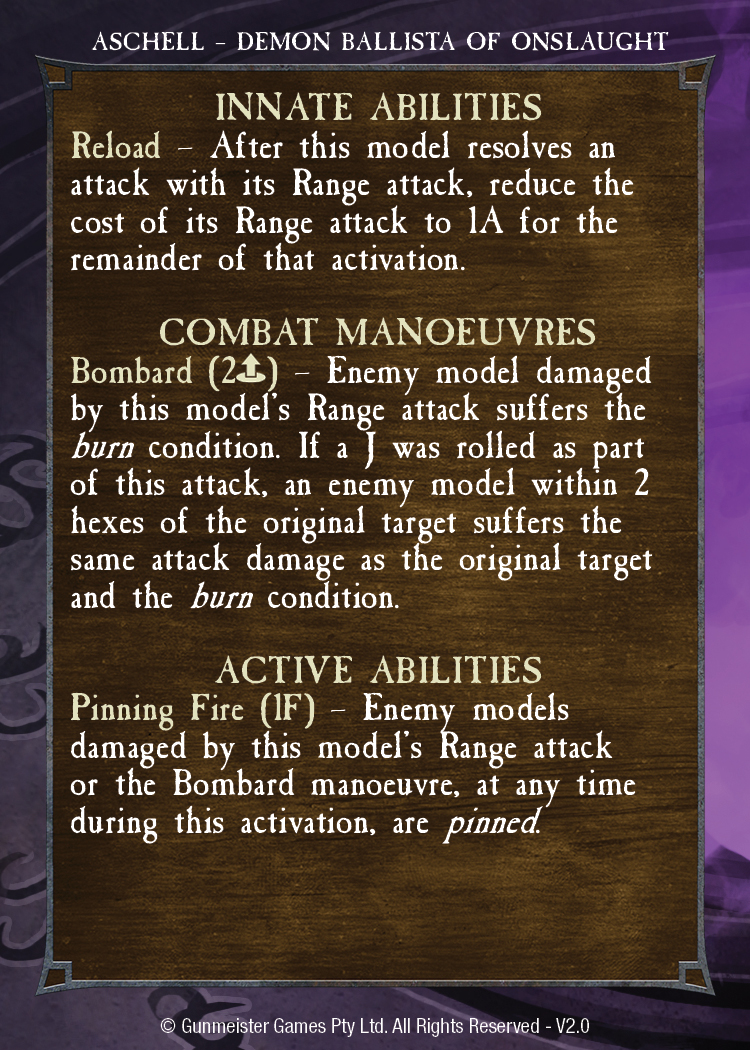 ASCHELL – DEMON BALLISTA OF ONSLAUGHT
INNATE ABILITIES
Reload – After this model resolves an
attack with its Range attack, reduce the
cost of its Range attack to 1A for the
remainder of that activation.
COMBAT MANOEUVRES
Bombard (2) – Enemy model damaged
by this model's Range attack suffers the
burn condition. If a J was rolled as part
of this attack, an enemy model within 2
hexes of the original target suffers the
same attack damage as the original target
and the burn condition.
ACTIVE ABILITIES
Pinning Fire (1F) – Enemy models
damaged by this model's Range attack
or the Bombard manoeuvre, at any time
during this activation, are pinned.
© Gunmeister Games Pty Ltd. All Rights Reserved - V2.0